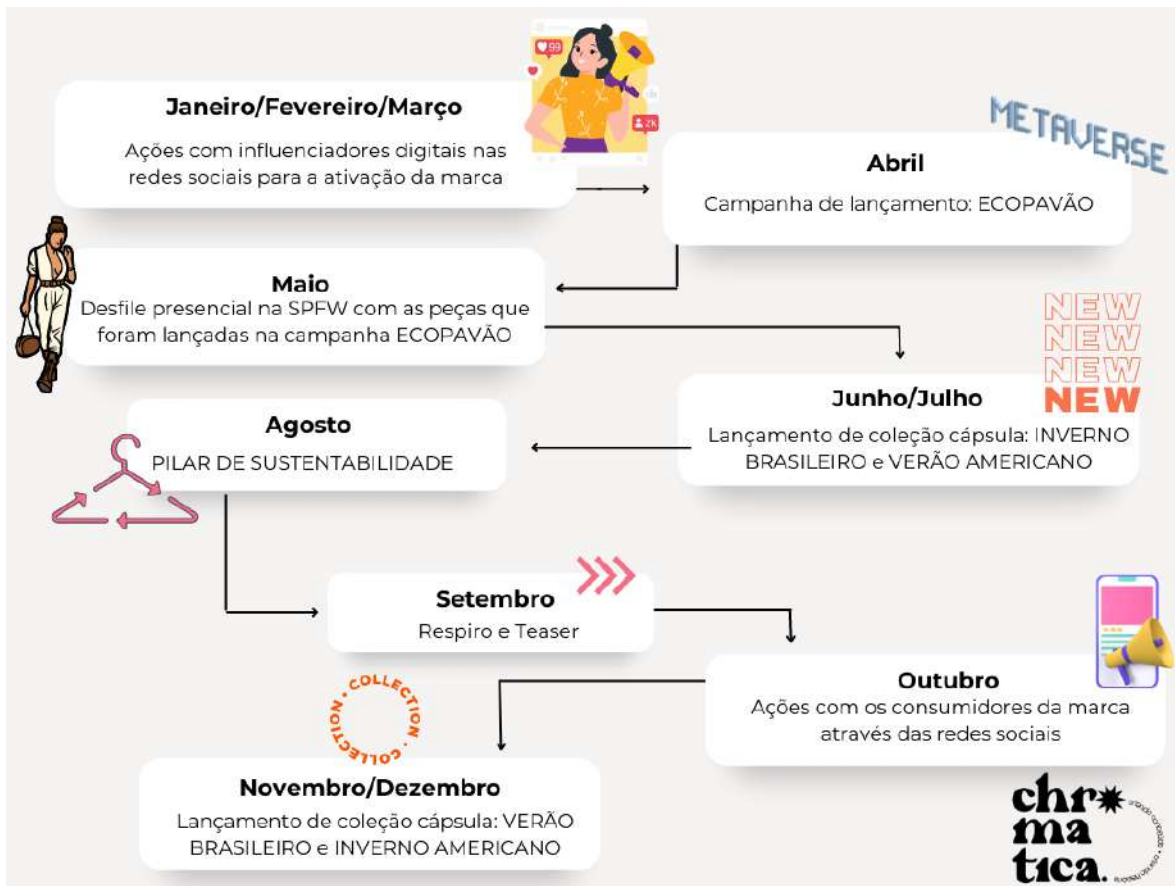 Janeiro/Fevereiro/Março
Ações com influenciadores digitais nas
redes sociais para a ativação da marca
99
2K
METAVERSE
Abril
Campanha de lançamento: ECOPAVÃO
Maio
Desfile presencial na SPFW com as peças que
foram lançadas na campanha ECOPAVÃO
NEW
NEW
NEW
NEW
Junho/Julho
Lançamento de coleção cápsula: INVERNO
BRASILEIRO e VERÃO AMERICANO
Agosto
PILAR DE SUSTENTABILIDADE
Setembro
Respiro e Teaser
Outubro
Ações com os consumidores da marca
através das redes sociais
COLLECTION · COLLECTION ·
Novembro/Dezembro
Lançamento de coleção cápsula: VERÃO
BRASILEIRO e INVERNO AMERICANO
chr
ma
tica.